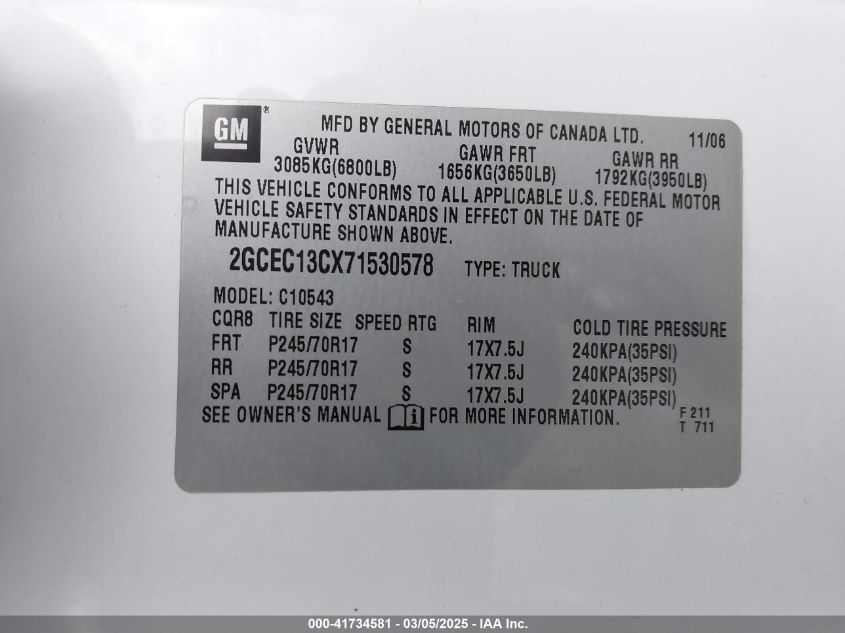 GM®
MFD BY GENERAL MOTORS OF CANADA LTD. 11/06
GVWR GAWR FRT GAWR RR
3085KG(6800LB) 1656KG(3650LB) 1792KG(3950LB)
THIS VEHICLE CONFORMS TO ALL APPLICABLE U.S. FEDERAL MOTOR
VEHICLE SAFETY STANDARDS IN EFFECT ON THE DATE OF
MANUFACTURE SHOWN ABOVE.
2GCEC13CX71530578 TYPE: TRUCK
MODEL: C10543
CQR8 TIRE SIZE SPEED RTG RIM COLD TIRE PRESSURE
FRT P245/70R17 S 17X7.5J 240KPA(35PSI)
RR P245/70R17 S 17X7.5J 240KPA(35PSI)
SPA P245/70R17 S 17X7.5J 240KPA(35PSI)
SEE OWNER'S MANUAL i FOR MORE INFORMATION. F 211
T 711
000-41734581 - 03/05/2025 - IAA Inc.